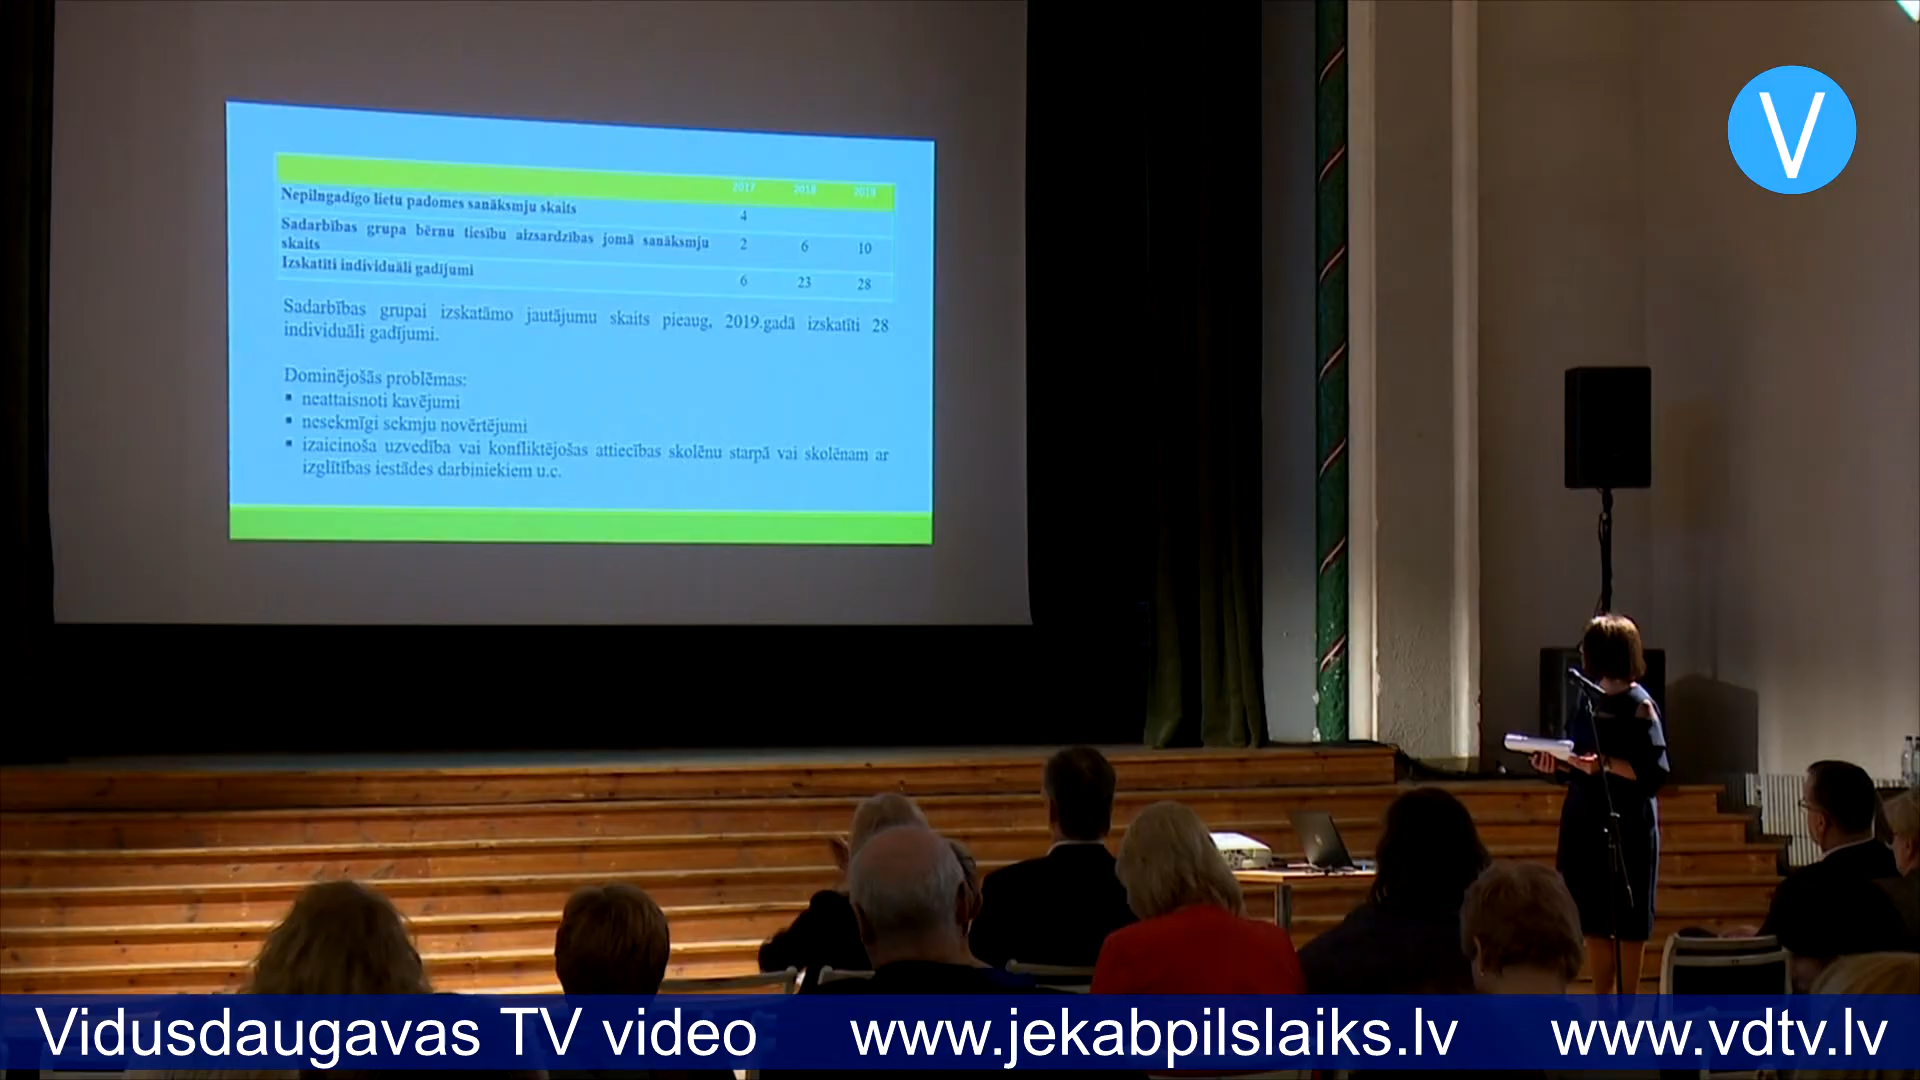 V
2017 2018 2019
Nepilngadīgo lietu padomes sanāksmju skaits 4
Sadarbības grupa bērnu tiesību aizsardzības jomā sanāksmju 2 6 10
skaits
Izskatīti individuāli gadījumi 6 23 28
Sadarbības grupai izskatāmo jautājumu skaits pieaug, 2019.gadā izskatīti 28
individuāli gadījumi.
Dominējošās problēmas:
▪ neattaisnoti kavējumi
▪ nesekmīgi sekmju novērtējumi
▪ izaicinoša uzvedība vai konfliktējošas attiecības skolēnu starpā vai skolēnam ar
izglītības iestādes darbiniekiem u.c.
Vidusdaugavas TV video www.jekabpilslaiks.lv www.vdtv.lv